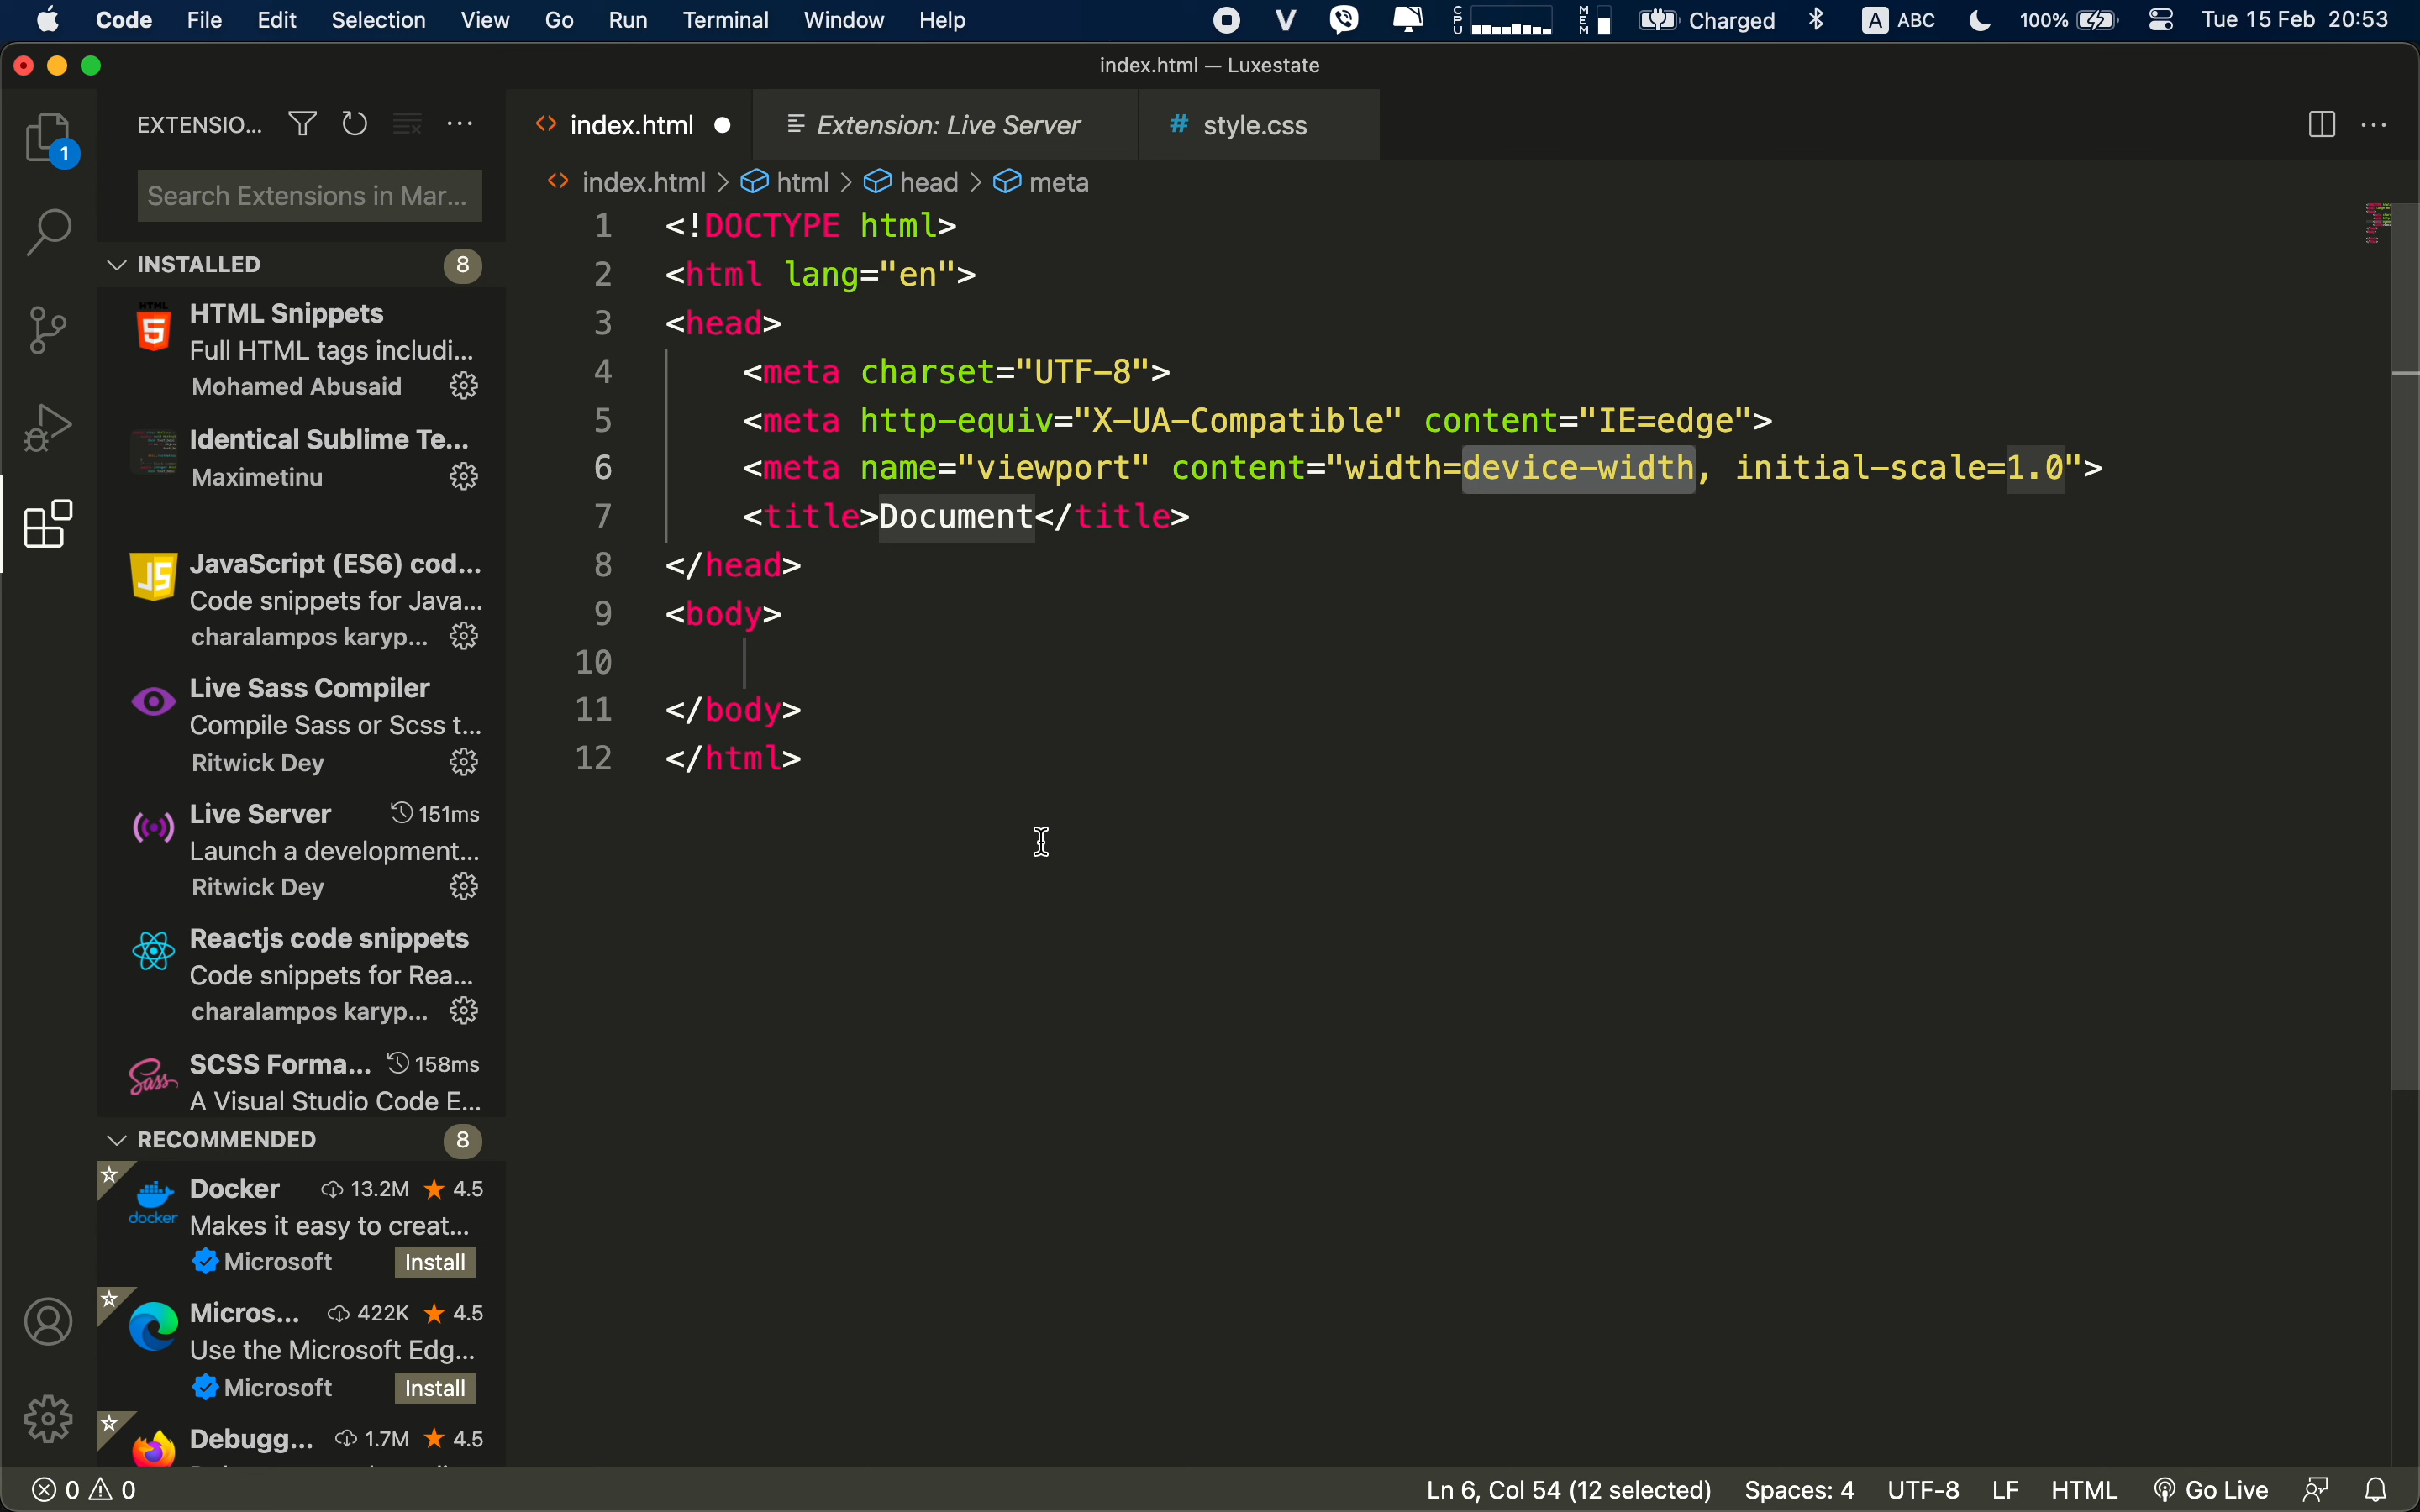 Code File Edit Selection View Go Run Terminal Window Help
CPU MEM Charged A ABC 100% Tue 15 Feb 20:53
index.html — Luxestate
1
EXTENSIO...
Search Extensions in Mar...
INSTALLED 8
HTML Snippets
Full HTML tags includi...
Mohamed Abusaid
Identical Sublime Te...
Maximetinu
JavaScript (ES6) cod...
Code snippets for Java...
charalampos karyp...
Live Sass Compiler
Compile Sass or Scss t...
Ritwick Dey
Live Server 151ms
Launch a development...
Ritwick Dey
Reactjs code snippets
Code snippets for Rea...
charalampos karyp...
SCSS Forma... 158ms
A Visual Studio Code E...
RECOMMENDED 8
Docker 13.2M 4.5
Makes it easy to creat...
Microsoft Install
Micros... 422K 4.5
Use the Microsoft Edg...
Microsoft Install
Debugg... 1.7M 4.5
index.html Extension: Live Server # style.css
index.html > html > head > meta
1 <!DOCTYPE html>
2 <html lang="en">
3 <head>
4 <meta charset="UTF-8">
5 <meta http-equiv="X-UA-Compatible" content="IE=edge">
6 <meta name="viewport" content="width=device-width, initial-scale=1.0">
7 <title>Document</title>
8 </head>
9 <body>
10
11 </body>
12 </html>
0 0 Ln 6, Col 54 (12 selected) Spaces: 4 UTF-8 LF HTML Go Live